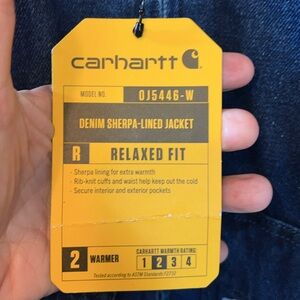 carhartt
MODEL NO. OJ5446-W
DENIM SHERPA-LINED JACKET
R RELAXED FIT
- Sherpa lining for extra warmth
- Rib-knit cuffs and waist help keep out the cold
- Secure interior and exterior pockets
CARHARTT WARMTH RATING:
2 WARMER 1 2 3 4
Tested according to ASTM Standards F2732